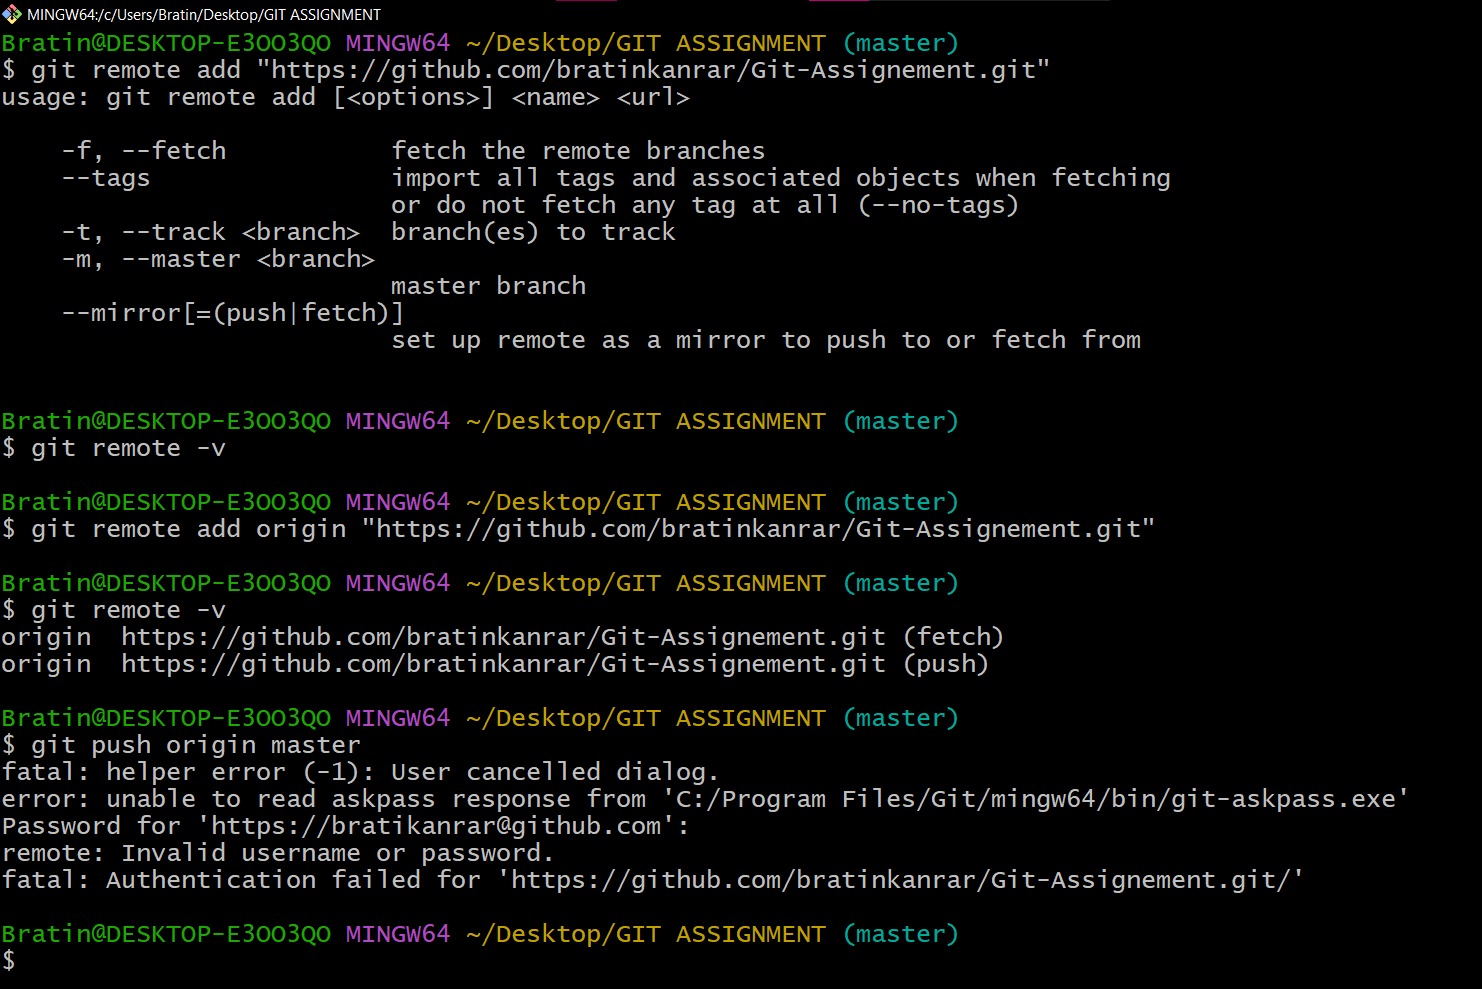 MINGW64:/c/Users/Bratin/Desktop/GIT ASSIGNMENT
Bratin@DESKTOP-E3OO3QO MINGW64 ~/Desktop/GIT ASSIGNMENT (master)
$ git remote add "https://github.com/bratinkanrar/Git-Assignement.git"
usage: git remote add [<options>] <name> <url>
-f, --fetch fetch the remote branches
--tags import all tags and associated objects when fetching
or do not fetch any tag at all (--no-tags)
-t, --track <branch> branch(es) to track
-m, --master <branch>
master branch
--mirror[=(push|fetch)]
set up remote as a mirror to push to or fetch from
Bratin@DESKTOP-E3OO3QO MINGW64 ~/Desktop/GIT ASSIGNMENT (master)
$ git remote -v
Bratin@DESKTOP-E3OO3QO MINGW64 ~/Desktop/GIT ASSIGNMENT (master)
$ git remote add origin "https://github.com/bratinkanrar/Git-Assignement.git"
Bratin@DESKTOP-E3OO3QO MINGW64 ~/Desktop/GIT ASSIGNMENT (master)
$ git remote -v
origin https://github.com/bratinkanrar/Git-Assignement.git (fetch)
origin https://github.com/bratinkanrar/Git-Assignement.git (push)
Bratin@DESKTOP-E3OO3QO MINGW64 ~/Desktop/GIT ASSIGNMENT (master)
$ git push origin master
fatal: helper error (-1): User cancelled dialog.
error: unable to read askpass response from 'C:/Program Files/Git/mingw64/bin/git-askpass.exe'
Password for 'https://bratikanrar@github.com':
remote: Invalid username or password.
fatal: Authentication failed for 'https://github.com/bratinkanrar/Git-Assignement.git/'
Bratin@DESKTOP-E3OO3QO MINGW64 ~/Desktop/GIT ASSIGNMENT (master)
$